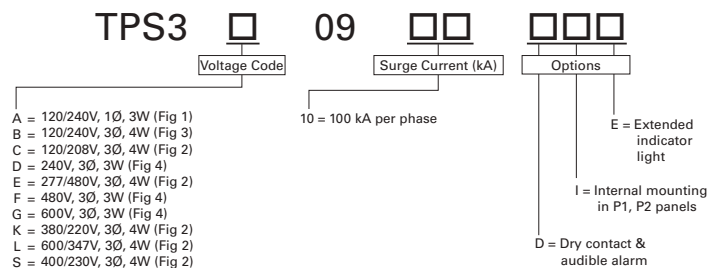 TPS3 □ 09 □□ □□□
Voltage Code
Surge Current (kA)
Options
A = 120/240V, 1Ø, 3W (Fig 1)
B = 120/240V, 3Ø, 4W (Fig 3)
C = 120/208V, 3Ø, 4W (Fig 2)
D = 240V, 3Ø, 3W (Fig 4)
E = 277/480V, 3Ø, 4W (Fig 2)
F = 480V, 3Ø, 3W (Fig 4)
G = 600V, 3Ø, 3W (Fig 4)
K = 380/220V, 3Ø, 4W (Fig 2)
L = 600/347V, 3Ø, 4W (Fig 2)
S = 400/230V, 3Ø, 4W (Fig 2)
10 = 100 kA per phase
E = Extended
indicator
light
I = Internal mounting
in P1, P2 panels
D = Dry contact &
audible alarm